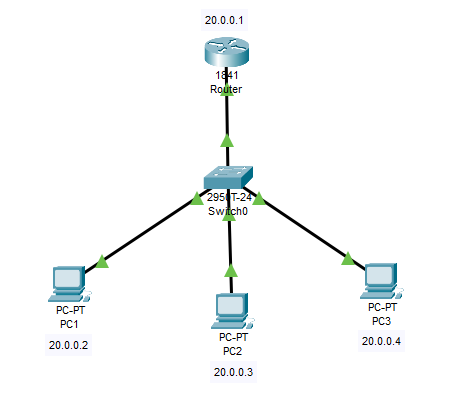 20.0.0.1
1841
Router
2950T-24
Switch0
PC-PT
PC1
20.0.0.2
PC-PT
PC2
20.0.0.3
PC-PT
PC3
20.0.0.4